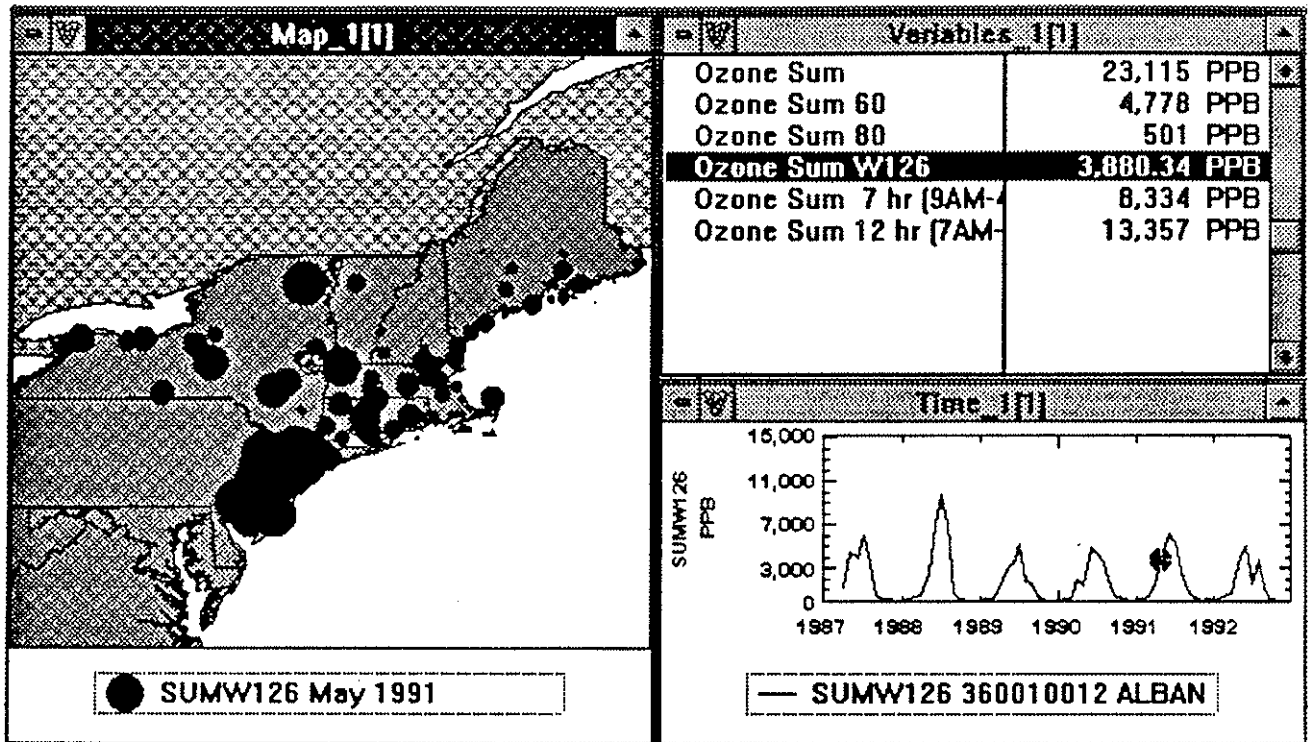 Map_1[1]
SUMW126 May 1991
Variables_1[1]
Ozone Sum 23,115 PPB
Ozone Sum 60 4,778 PPB
Ozone Sum 80 501 PPB
Ozone Sum W126 3,880.34 PPB
Ozone Sum 7 hr (9AM-4 8,334 PPB
Ozone Sum 12 hr (7AM- 13,357 PPB
Time_1[1]
SUMW126
PPB
15,000
11,000
7,000
3,000
0
1987 1988 1989 1990 1991 1992
SUMW126 360010012 ALBAN